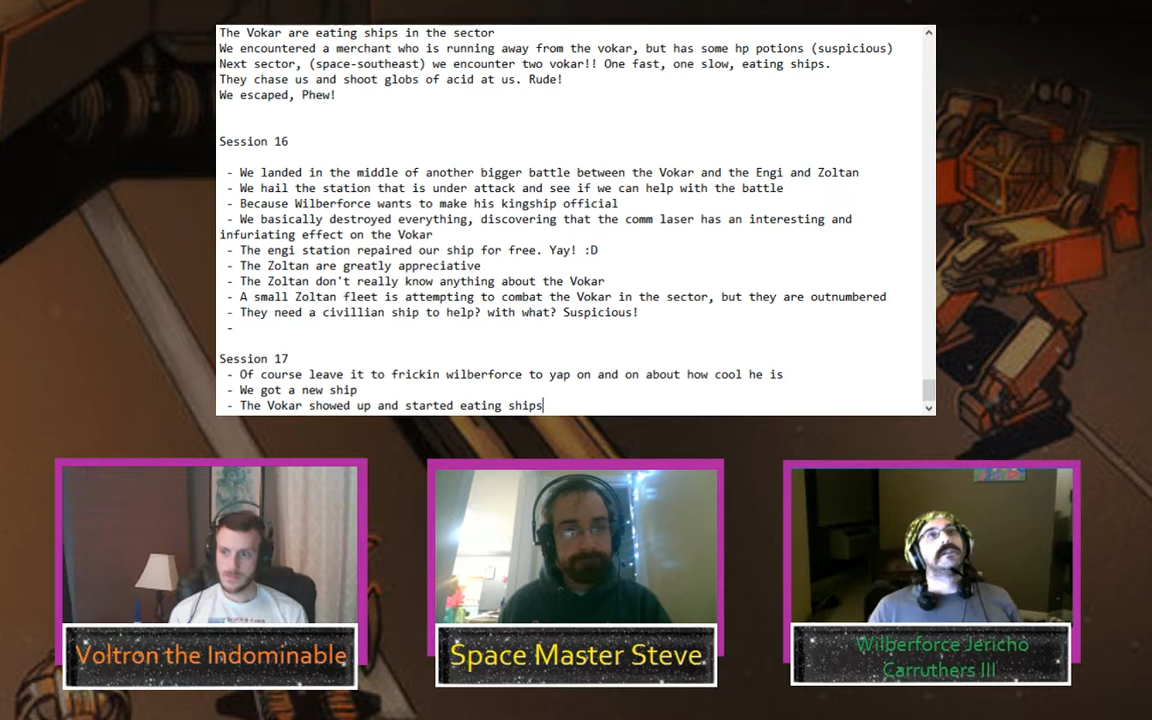 The Vokar are eating ships in the sector
We encountered a merchant who is running away from the vokar, but has some hp potions (suspicious)
Next sector, (space-southeast) we encounter two vokar!! One fast, one slow, eating ships.
They chase us and shoot globs of acid at us. Rude!
We escaped, Phew!
Session 16
- We landed in the middle of another bigger battle between the Vokar and the Engi and Zoltan
- We hail the station that is under attack and see if we can help with the battle
- Because Wilberforce wants to make his kingship official
- We basically destroyed everything, discovering that the comm laser has an interesting and
infuriating effect on the Vokar
- The engi station repaired our ship for free. Yay! :D
- The Zoltan are greatly appreciative
- The Zoltan don't really know anything about the Vokar
- A small Zoltan fleet is attempting to combat the Vokar in the sector, but they are outnumbered
- They need a civillian ship to help? with what? Suspicious!
-
Session 17
- Of course leave it to frickin wilberforce to yap on and on about how cool he is
- We got a new ship
- The Vokar showed up and started eating ships
Voltron the Indominable
Space Master Steve
Wilberforce Jericho
Carruthers III